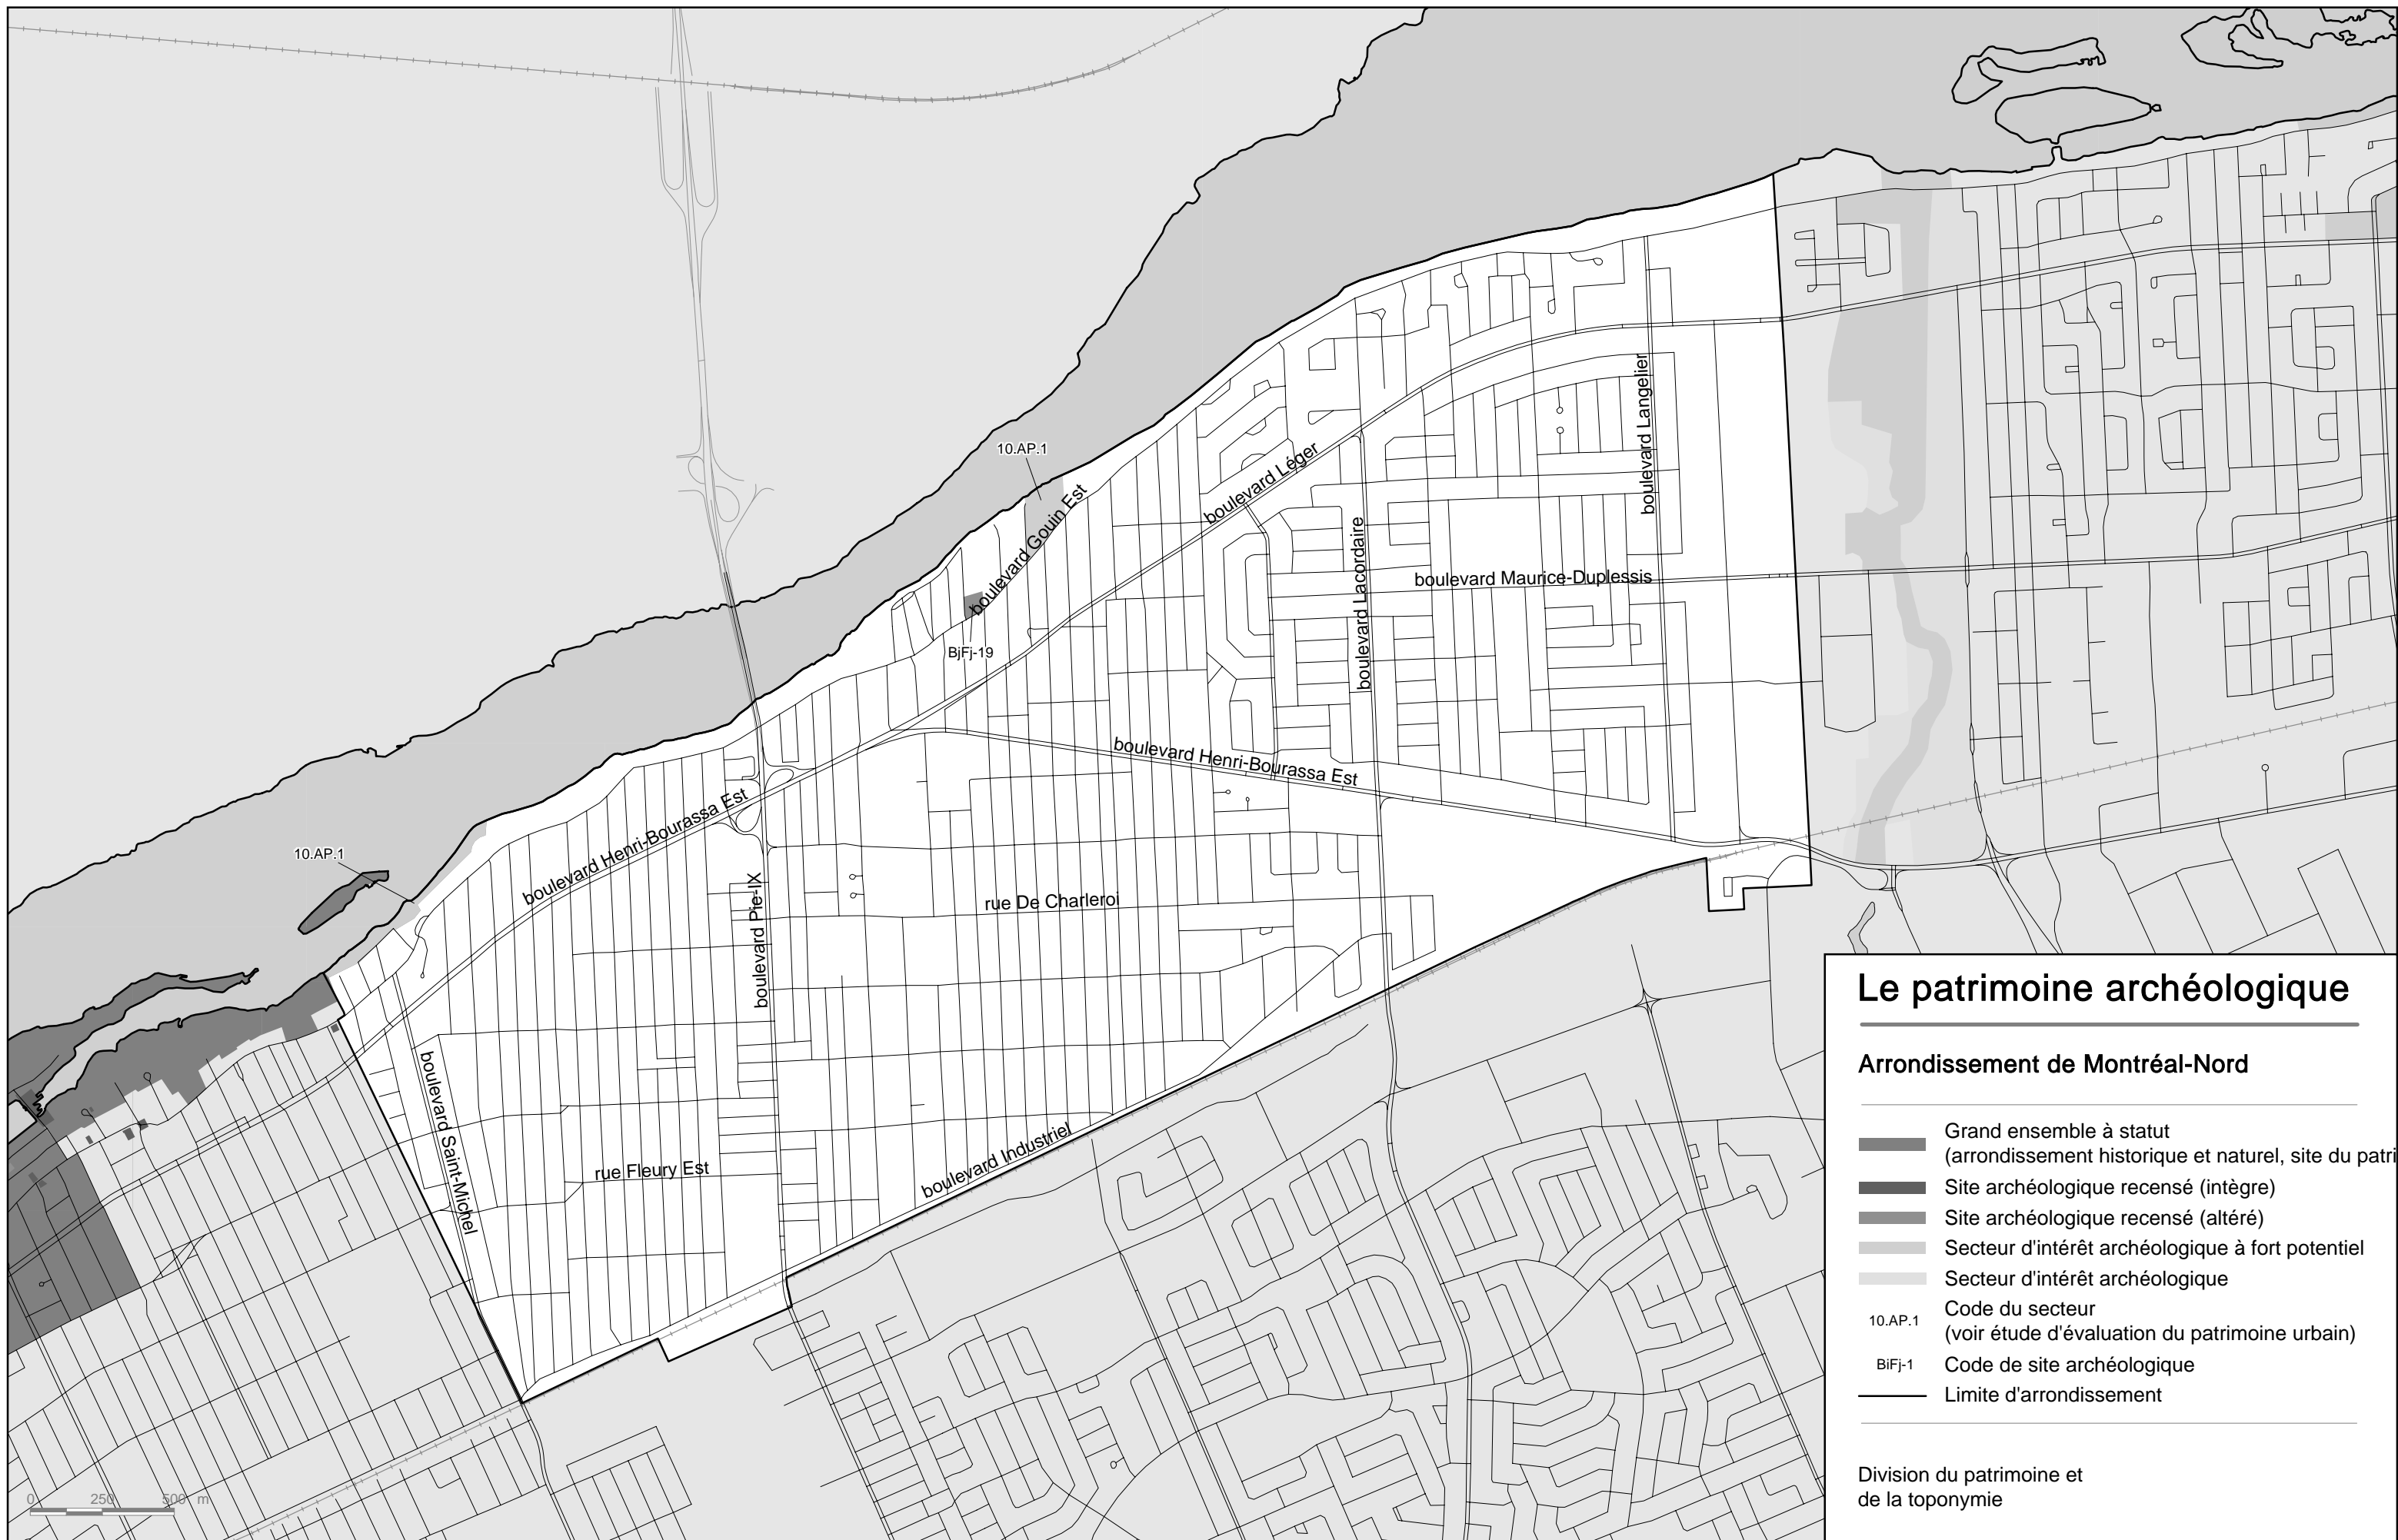 10.AP.1
boulevard Gouin Est
boulevard Léger
boulevard Langelier
boulevard Lacordaire
boulevard Maurice-Duplessis
BjFj-19
boulevard Henri-Bourassa Est
boulevard Henri-Bourassa Est
10.AP.1
boulevard Pie-IX
rue De Charleroi
boulevard Saint-Michel
rue Fleury Est
boulevard Industriel
0 250 500 m
Le patrimoine archéologique
Arrondissement de Montréal-Nord
Grand ensemble à statut
(arrondissement historique et naturel, site du patri
Site archéologique recensé (intègre)
Site archéologique recensé (altéré)
Secteur d'intérêt archéologique à fort potentiel
Secteur d'intérêt archéologique
10.AP.1 Code du secteur
(voir étude d'évaluation du patrimoine urbain)
BiFj-1 Code de site archéologique
Limite d'arrondissement
Division du patrimoine et
de la toponymie